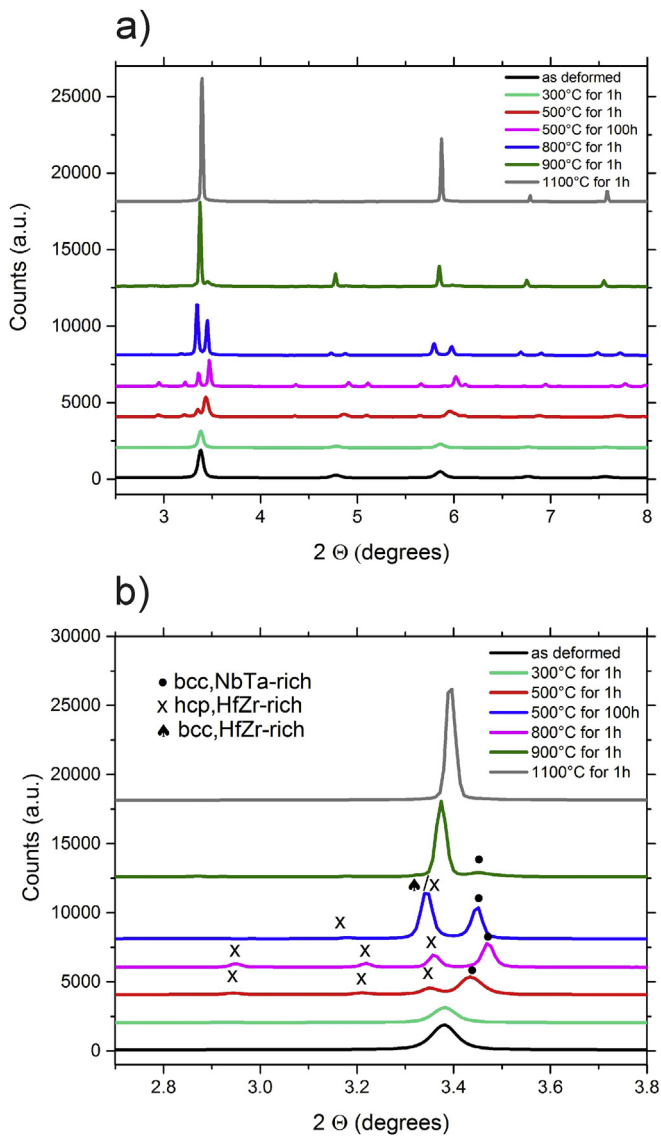 a)
25000
20000
15000
10000
5000
0
Counts (a.u.)
as deformed
300°C for 1h
500°C for 1h
500°C for 100h
800°C for 1h
900°C for 1h
1100°C for 1h
3 4 5 6 7 8
2 Θ (degrees)
b)
30000
25000
20000
15000
10000
5000
0
Counts (a.u.)
● bcc,NbTa-rich
x hcp,HfZr-rich
♠ bcc,HfZr-rich
as deformed
300°C for 1h
500°C for 1h
500°C for 100h
800°C for 1h
900°C for 1h
1100°C for 1h
♠/x
x
x x x
x x x
2.8 3.0 3.2 3.4 3.6 3.8
2 Θ (degrees)